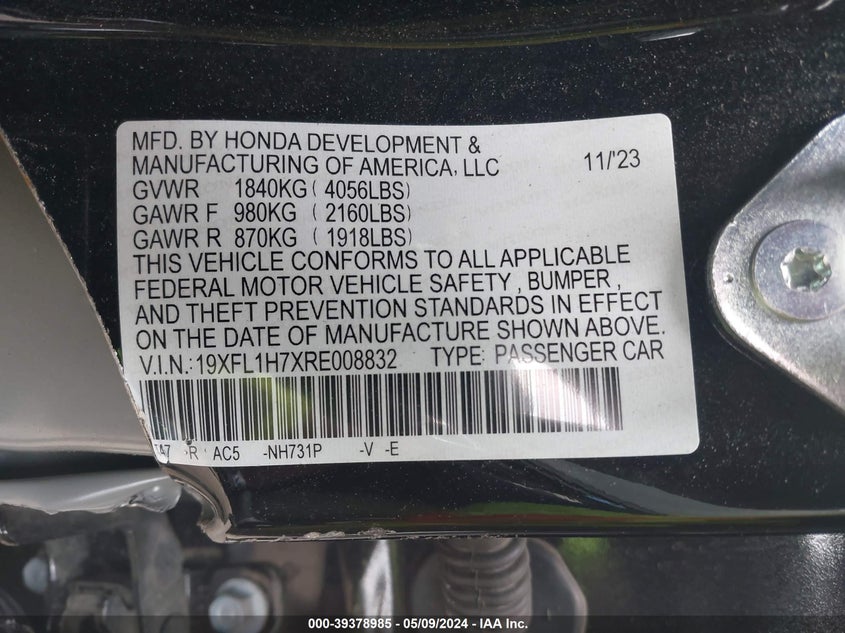 MFD. BY HONDA DEVELOPMENT &
MANUFACTURING OF AMERICA, LLC 11/'23
GVWR 1840KG ( 4056LBS)
GAWR F 980KG ( 2160LBS)
GAWR R 870KG ( 1918LBS)
THIS VEHICLE CONFORMS TO ALL APPLICABLE
FEDERAL MOTOR VEHICLE SAFETY , BUMPER ,
AND THEFT PREVENTION STANDARDS IN EFFECT
ON THE DATE OF MANUFACTURE SHOWN ABOVE.
V.I.N.:19XFL1H7XRE008832 TYPE: PASSENGER CAR
-R AC5 -NH731P -V -E
000-39378985 - 05/09/2024 - IAA Inc.